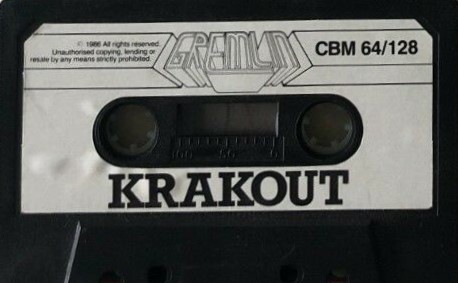 © 1986 All rights reserved.
Unauthorised copying, lending or
resale by any means strictly prohibited.
GREMLIN
CBM 64/128
100 50 0
KRAKOUT